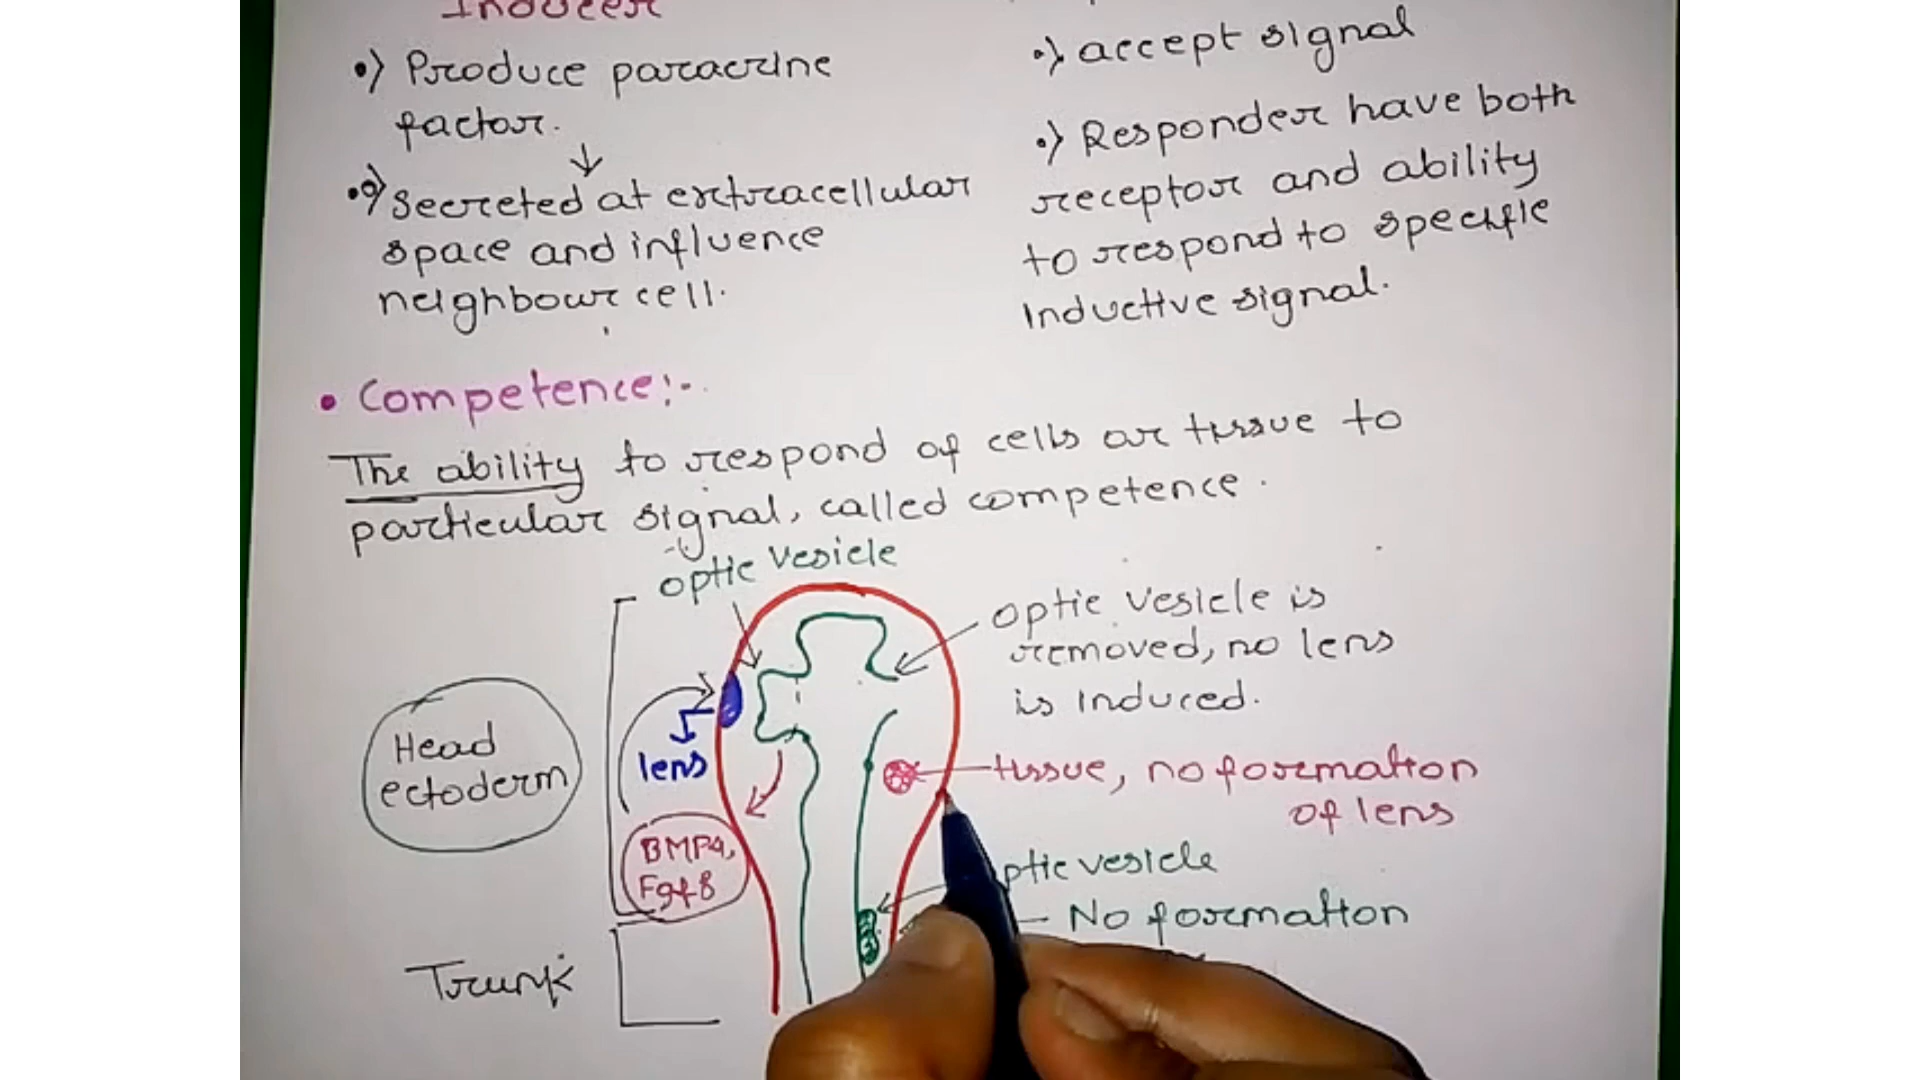 Inducer
•) Produce paracrine
factor.
•) Secreted at extracellular
space and influence
neighbour cell.
•) accept signal
•) Responder have both
receptor and ability
to respond to specific
Inductive signal.
• Competence:-
The ability to respond of cells or tissue to
particular signal, called competence.
optic vesicle
optic vesicle is
removed, no lens
is induced.
Head
ectoderm
lens
tissue, no formation
of lens
BMP4,
Fgf8
ptic vesicle
No formation
Trunk